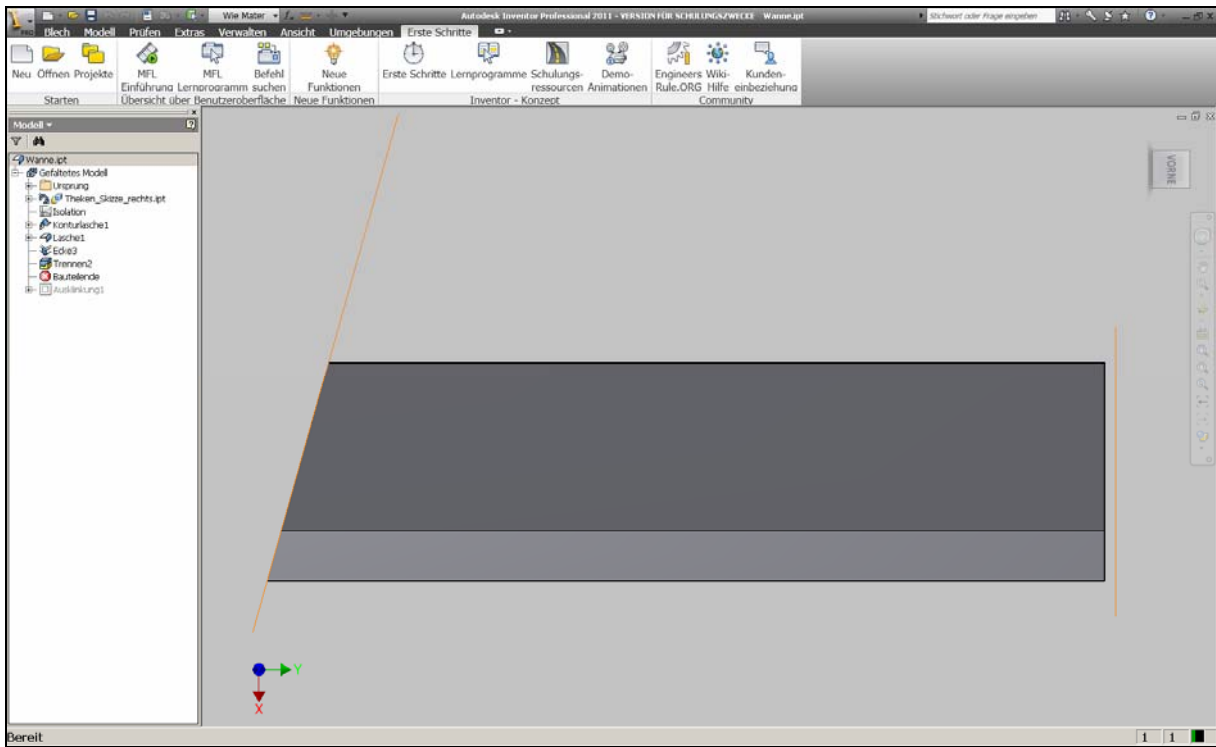 Wie Mater
Autodesk Inventor Professional 2011 - VERSION FÜR SCHULUNGSZWECKE Wanne.ipt
Stichwort oder Frage eingeben
PRO Blech Modell Prüfen Extras Verwalten Ansicht Umgebungen Erste Schritte
Neu Öffnen Projekte MFL MFL Befehl Neue Erste Schritte Lernprogramme Schulungs- Demo- Engineers Wiki- Kunden-
Einführung Lernprogramm suchen Funktionen ressourcen Animationen Rule.ORG Hilfe einbeziehung
Starten Übersicht über Benutzeroberfläche Neue Funktionen Inventor - Konzept Community
Modell
Wanne.ipt
Gefaltetes Modell
Ursprung
Theken_Skizze_rechts.ipt
Isolation
Konturlasche1
Lasche1
Ecke3
Trennen2
Bauteilende
Ausklinkung1
VORNE
Y
X
Bereit 1 1